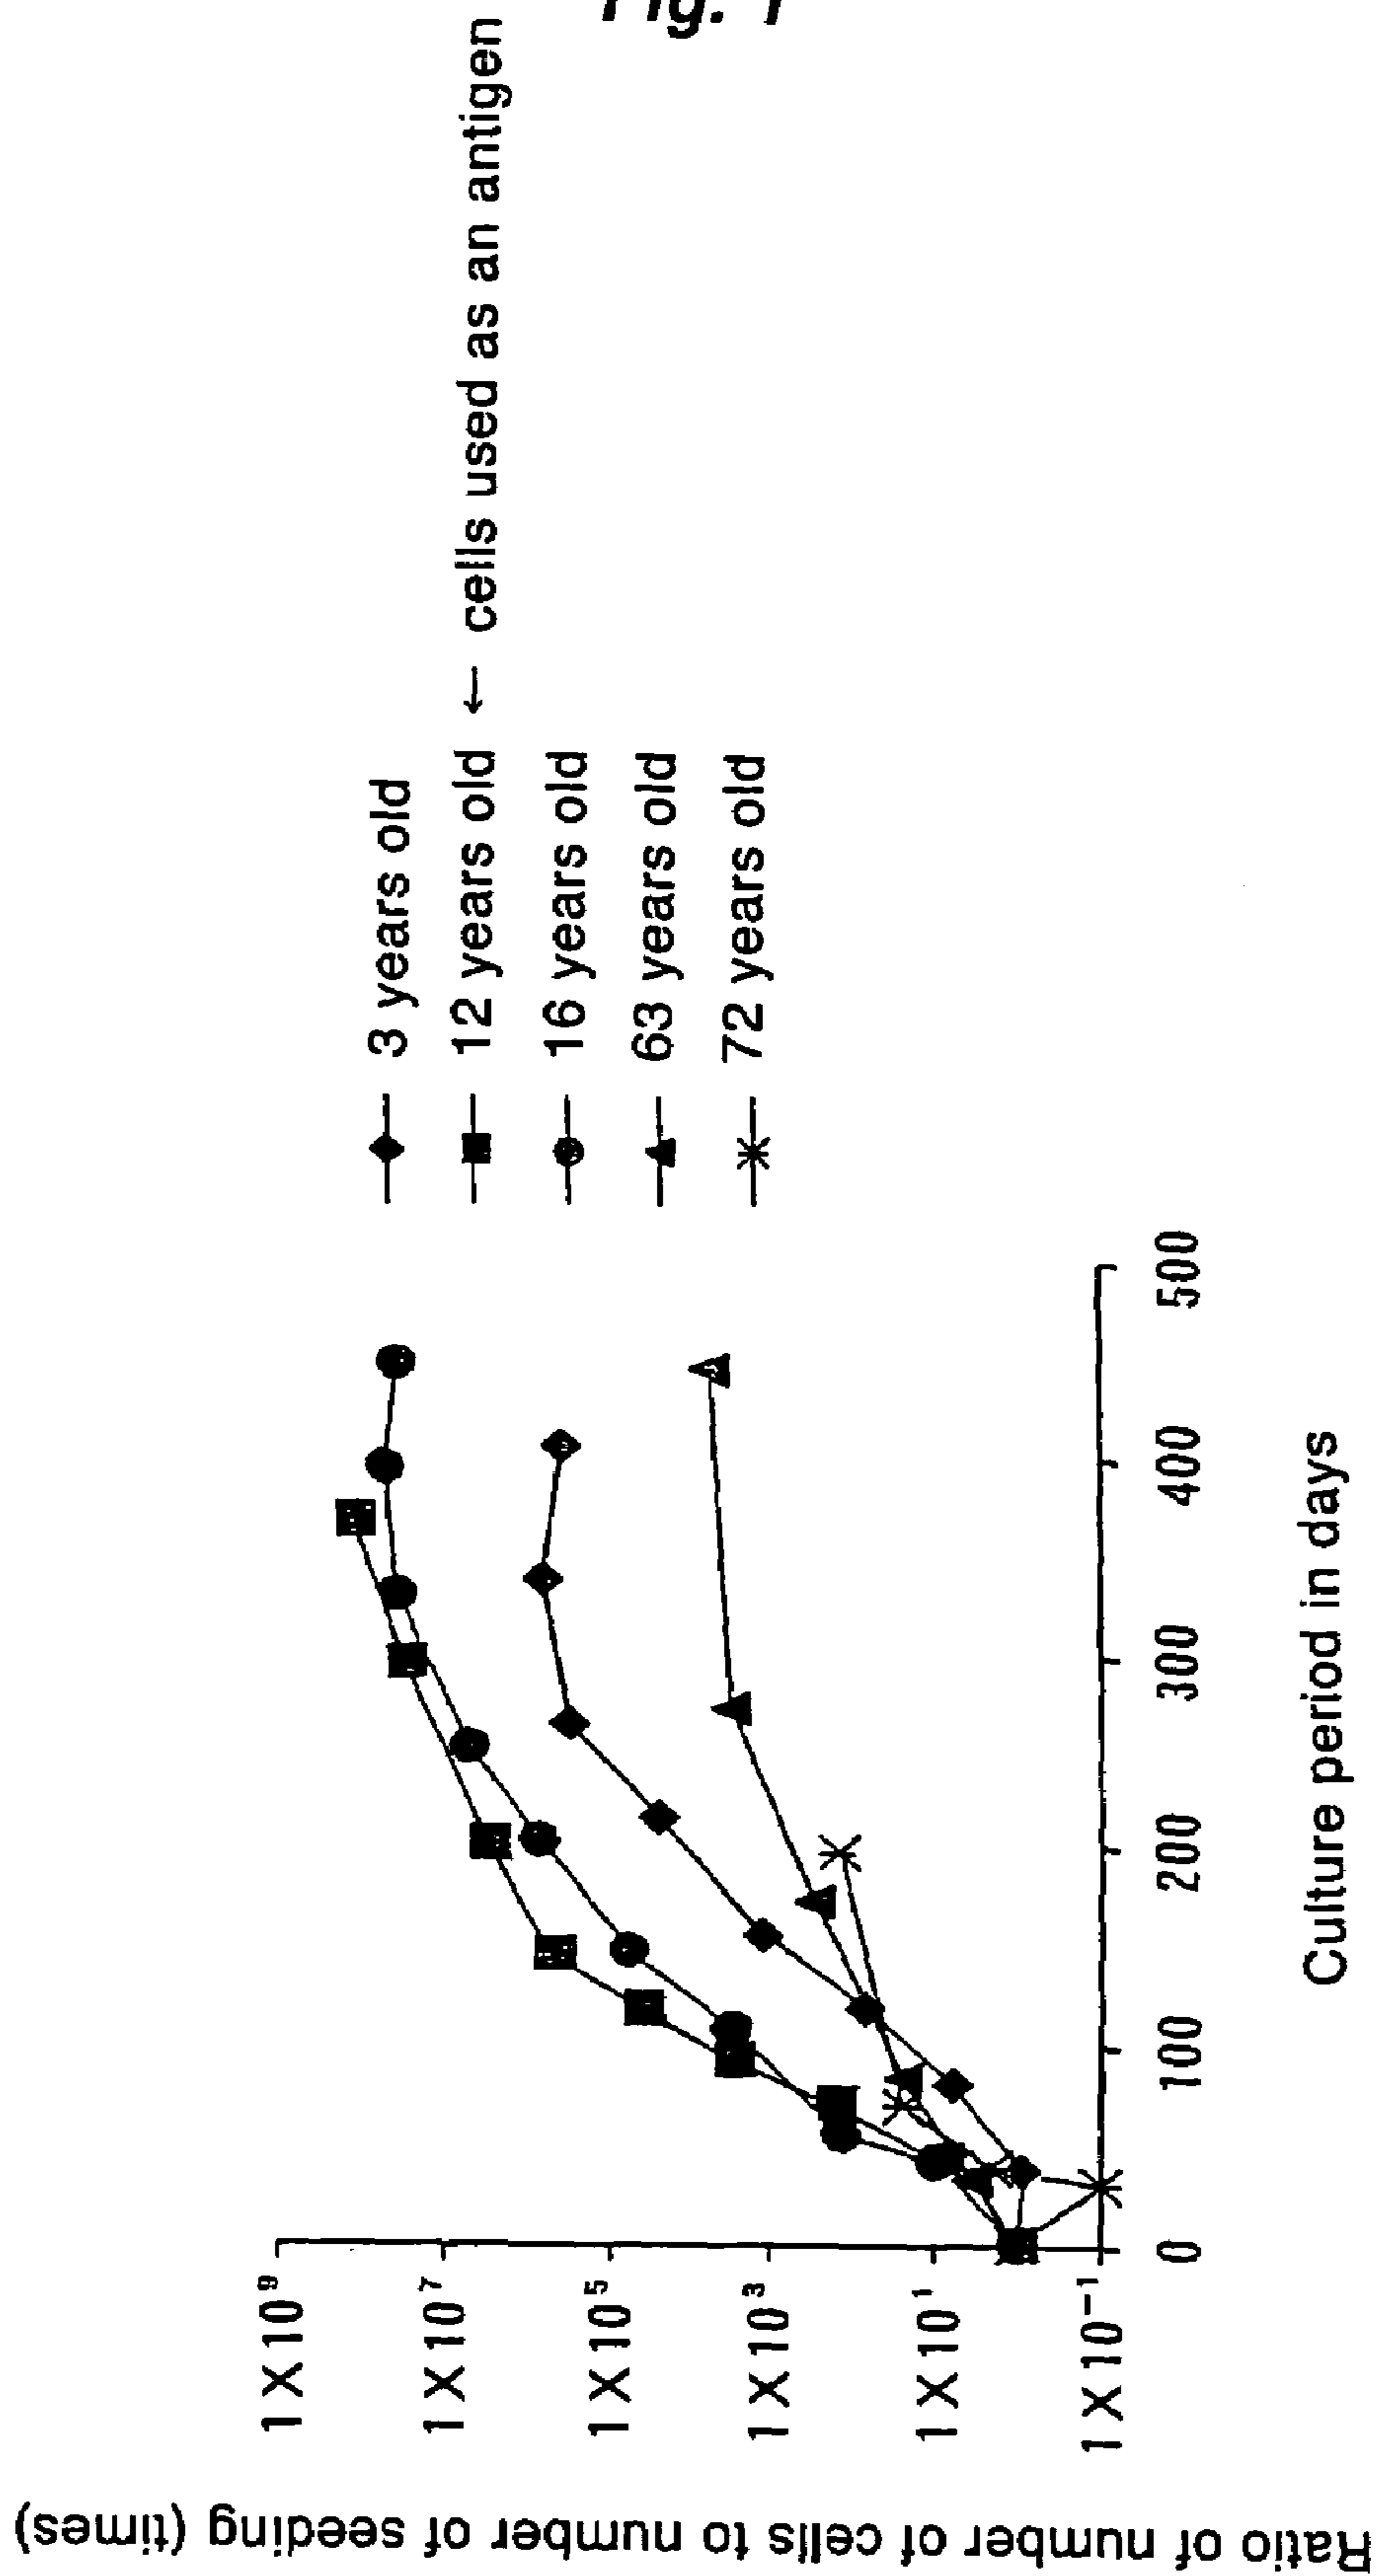 Fig. 1
Ratio of number of cells to number of seeding (times)
1 X 10⁹
1 X 10⁷
1 X 10⁵
1 X 10³
1 X 10¹
1 X 10⁻¹
0
100
200
300
400
500
Culture period in days
3 years old
12 years old ← cells used as an antigen
16 years old
63 years old
72 years old